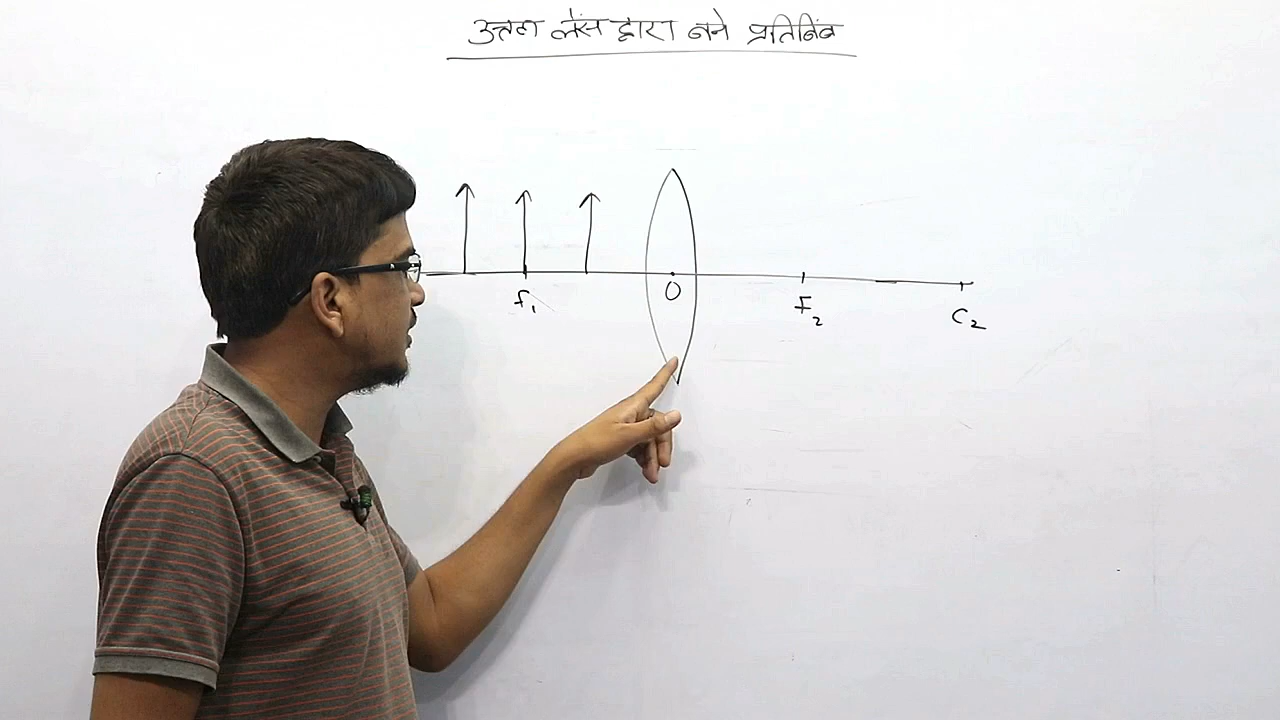 उत्तल लेंस द्वारा बने प्रतिबिंब
F₁ O F₂ C₂